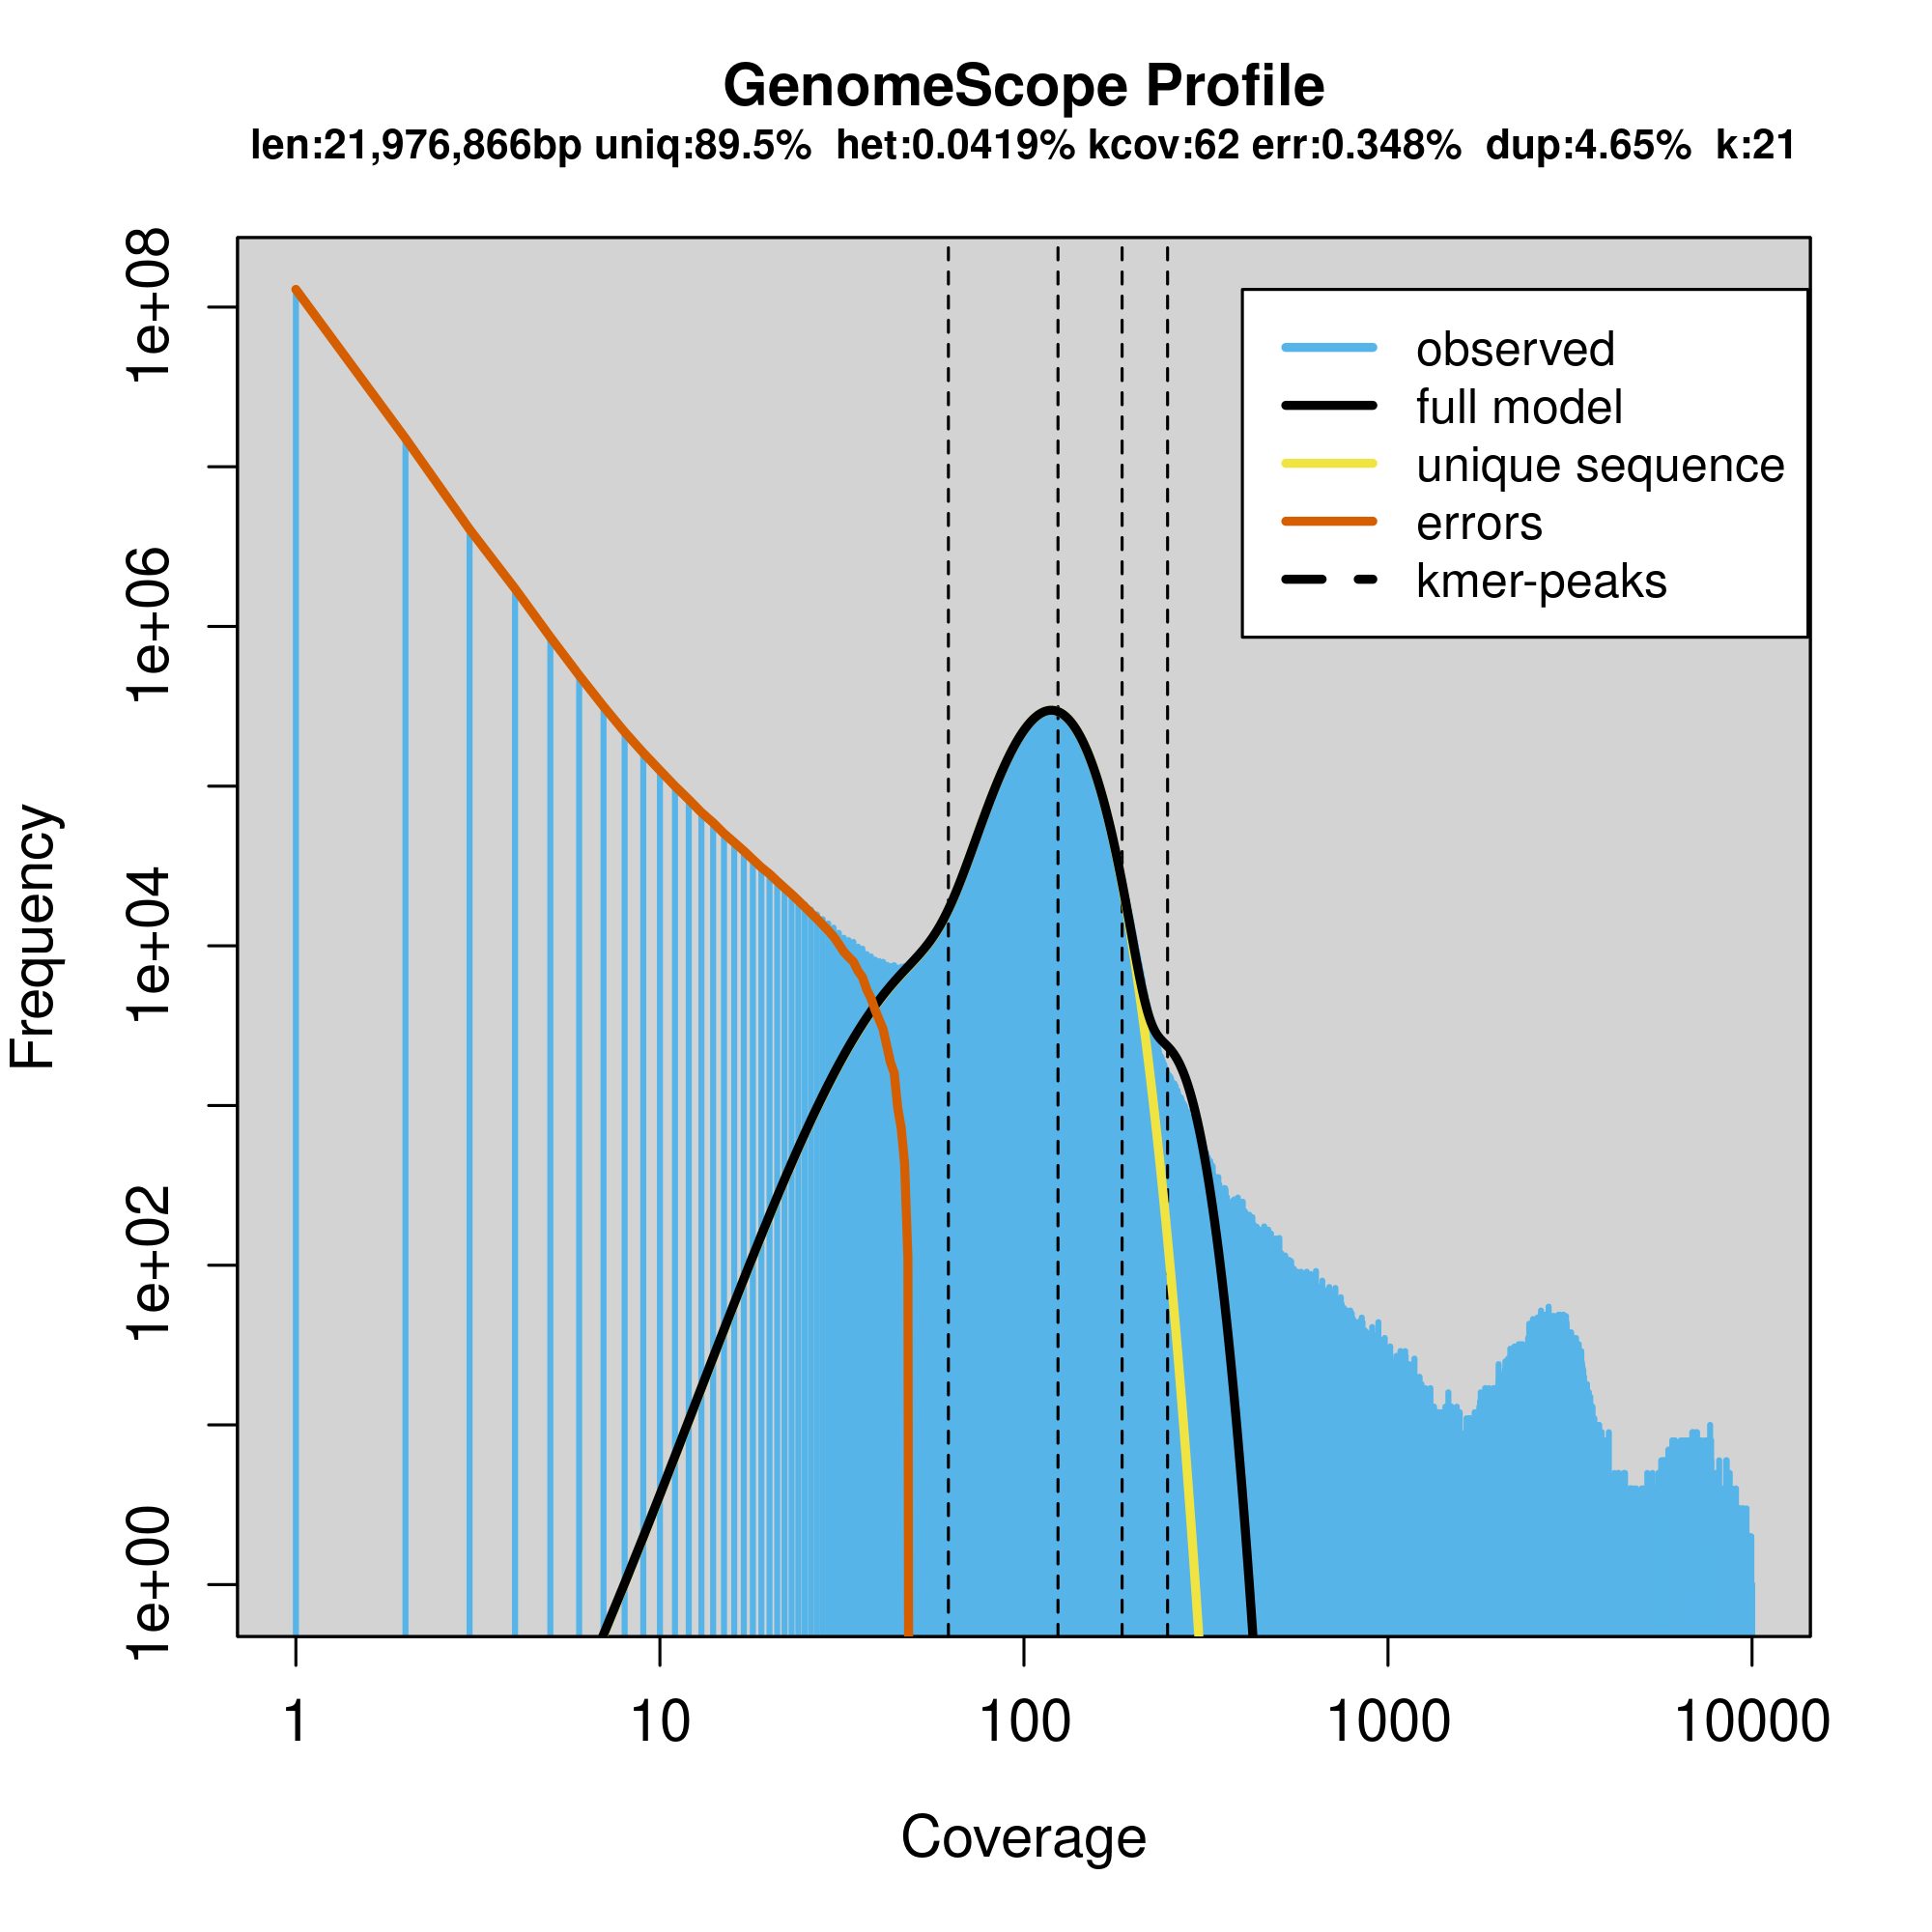 GenomeScope Profile
len:21,976,866bp uniq:89.5% het:0.0419% kcov:62 err:0.348% dup:4.65% k:21
observed
full model
unique sequence
errors
kmer-peaks
Frequency
1e+08
1e+06
1e+04
1e+02
1e+00
1 10 100 1000 10000
Coverage